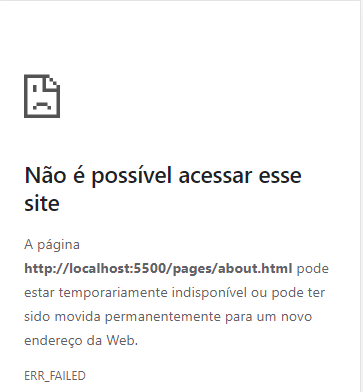 Não é possível acessar esse
site
A página
http://localhost:5500/pages/about.html pode
estar temporariamente indisponível ou pode ter
sido movida permanentemente para um novo
endereço da Web.
ERR_FAILED